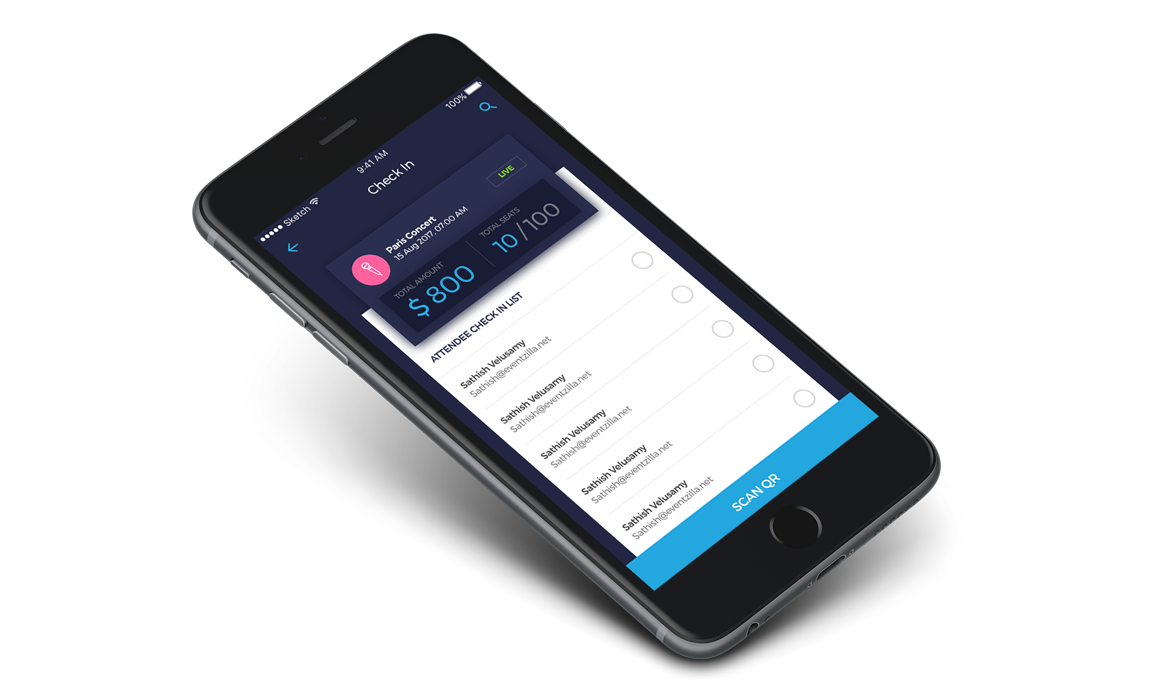 Sketch 9:41 AM 100%
Check In
Paris Concert
15 Aug 2017, 07:00 AM
LIVE
TOTAL AMOUNT
$ 800
TOTAL SEATS
10 /100
ATTENDEE CHECK IN LIST
Sathish Velusamy
Sathish@eventzilla.net
Sathish Velusamy
Sathish@eventzilla.net
Sathish Velusamy
Sathish@eventzilla.net
Sathish Velusamy
Sathish@eventzilla.net
Sathish Velusamy
Sathish@eventzilla.net
SCAN QR